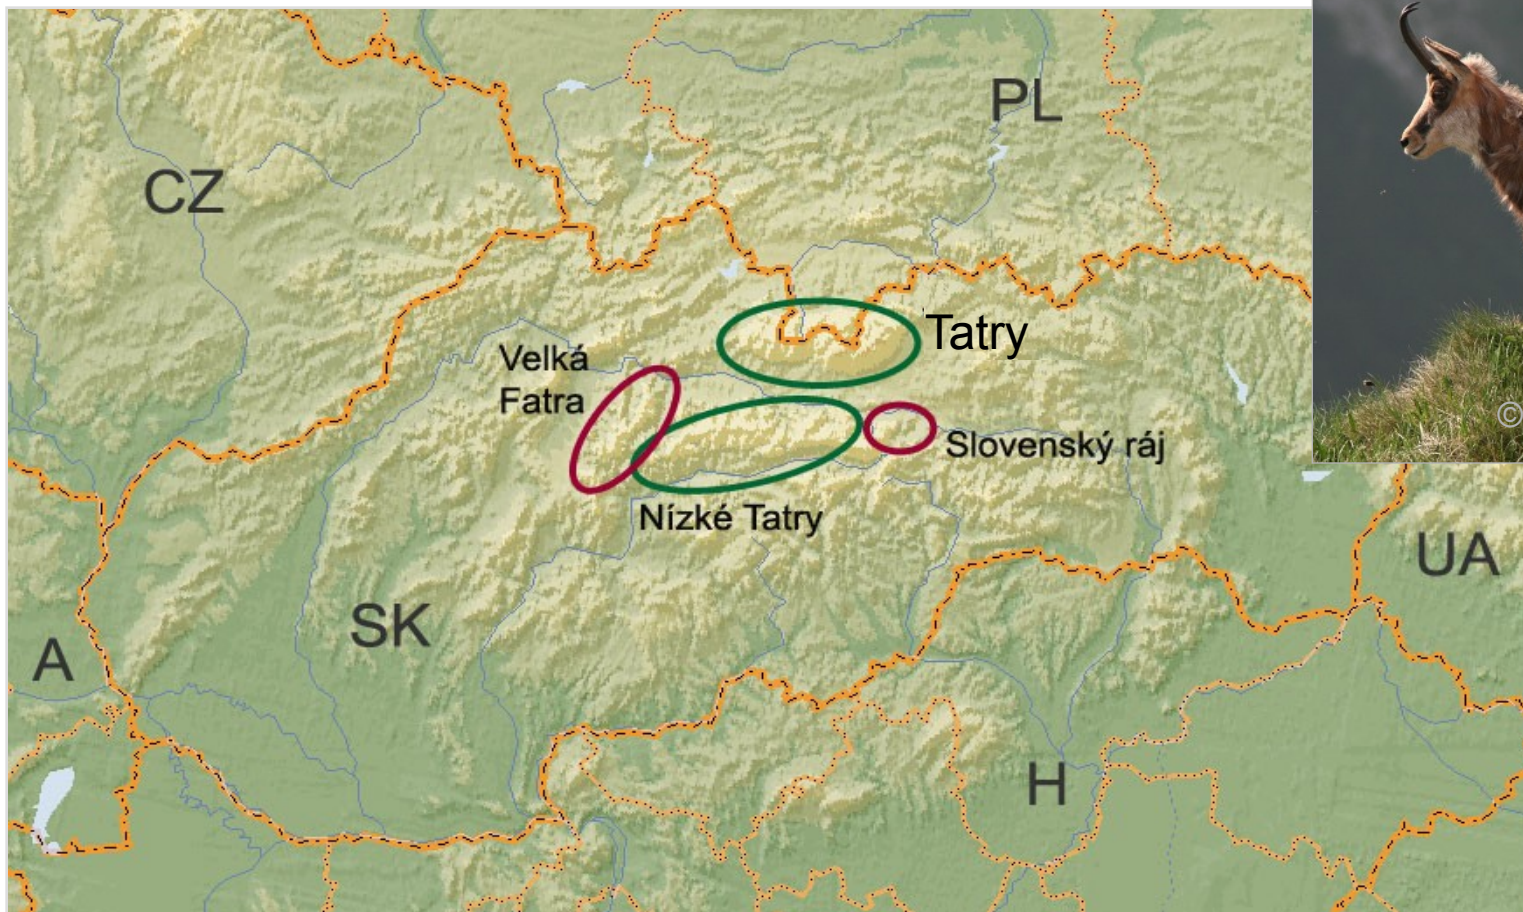 PL
CZ
Tatry
Velká
Fatra
©
Slovenský ráj
Nízké Tatry
UA
SK
A
H